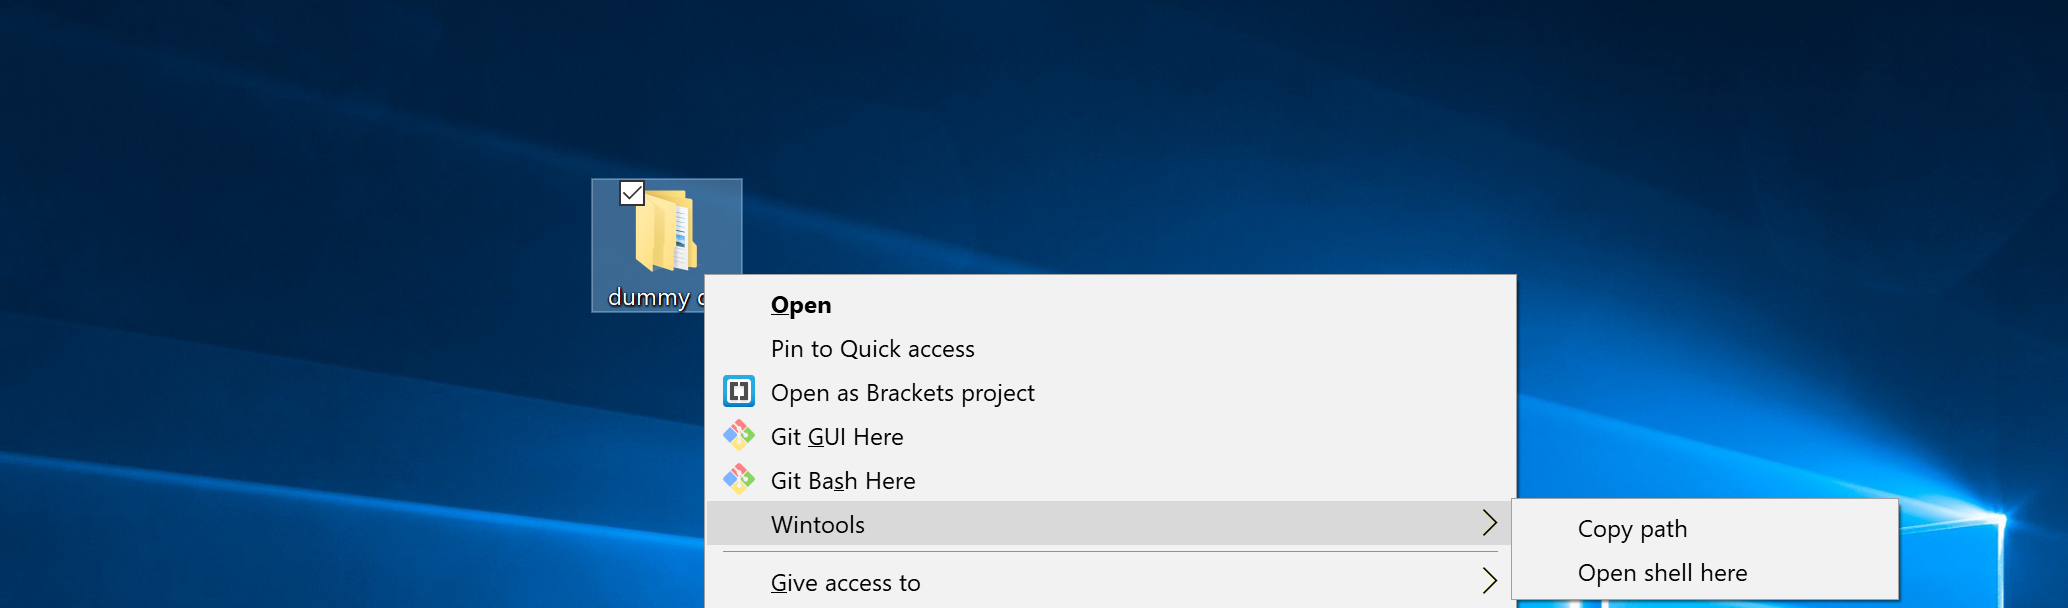 dummy
Open
Pin to Quick access
Open as Brackets project
Git GUI Here
Git Bash Here
Wintools
Give access to
Copy path
Open shell here